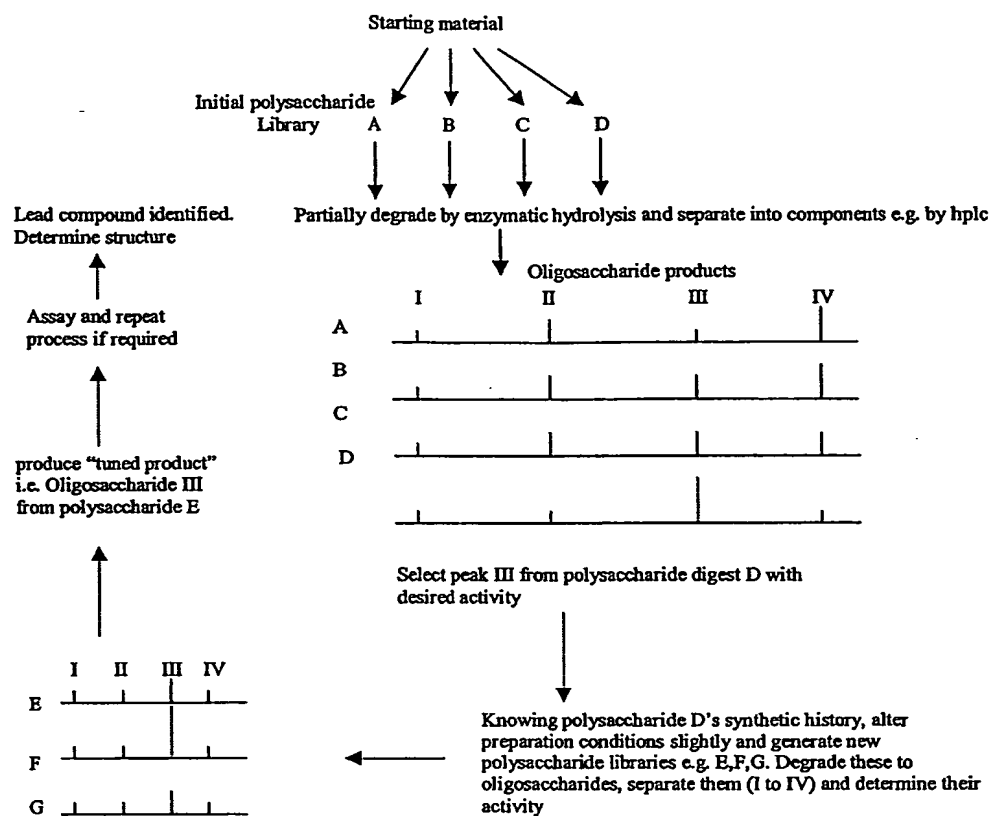 Starting material
Initial polysaccharide
Library
A B C D
Partially degrade by enzymatic hydrolysis and separate into components e.g. by hplc
Oligosaccharide products
I II III IV
A
B
C
D
Select peak III from polysaccharide digest D with
desired activity
Knowing polysaccharide D's synthetic history, alter
preparation conditions slightly and generate new
polysaccharide libraries e.g. E,F,G. Degrade these to
oligosaccharides, separate them (I to IV) and determine their
activity
I II III IV
E
F
G
produce "tuned product"
i.e. Oligosaccharide III
from polysaccharide E
Assay and repeat
process if required
Lead compound identified.
Determine structure